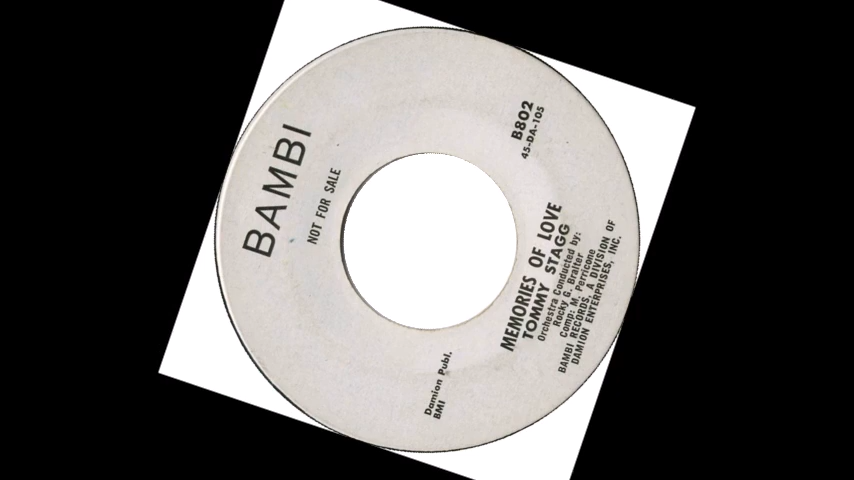 BAMBI
NOT FOR SALE
B802
45-DA-105
Damion Publ.
BMI
MEMORIES OF LOVE
TOMMY STAGG
Orchestra Conducted by:
Rocky G. Bralter
Comp: M. Perricone
BAMBI RECORDS, A DIVISION OF
DAMION ENTERPRISES, INC.